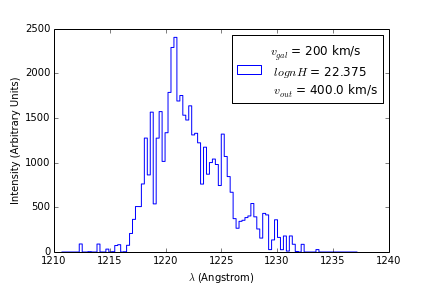 2500
2000
1500
1000
500
0
Intensity (Arbitrary Units)
v_gal = 200 km/s
lognH = 22.375
v_out = 400.0 km/s
1210 1215 1220 1225 1230 1235 1240
λ (Angstrom)